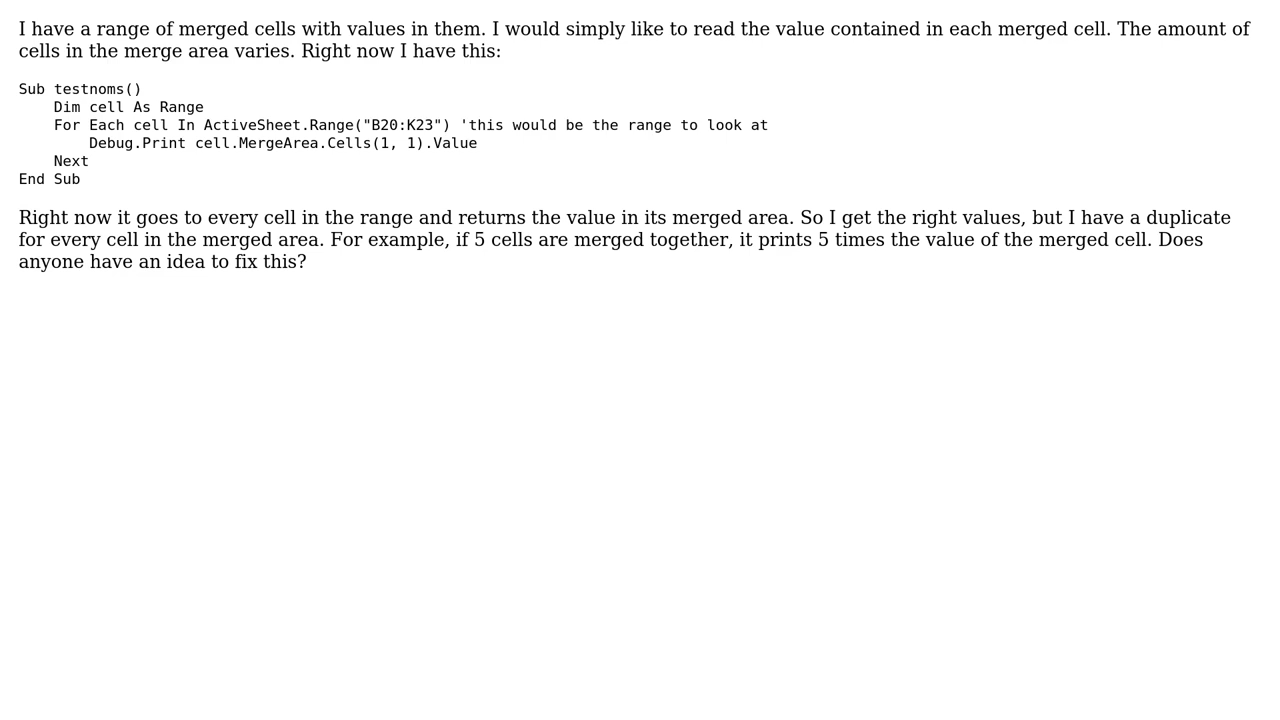 I have a range of merged cells with values in them. I would simply like to read the value contained in each merged cell. The amount of
cells in the merge area varies. Right now I have this:
Sub testnoms()
    Dim cell As Range
    For Each cell In ActiveSheet.Range("B20:K23") 'this would be the range to look at
        Debug.Print cell.MergeArea.Cells(1, 1).Value
    Next
End Sub
Right now it goes to every cell in the range and returns the value in its merged area. So I get the right values, but I have a duplicate
for every cell in the merged area. For example, if 5 cells are merged together, it prints 5 times the value of the merged cell. Does
anyone have an idea to fix this?